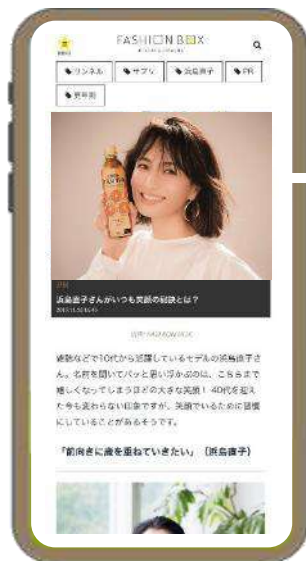 FASHION BOX
リンネル
サプリ
浜島直子
PR
更年期
浜島直子さんがいつも笑顔の秘訣とは？
雑誌などで10代から活躍しているモデルの浜島直子さ
ん。名前を聞いてパッと思い浮かぶのは、こちらまで
嬉しくなってしまうほどの大きな笑顔！ 40代を迎え
た今も変わらない印象ですが、笑顔でいるために習慣
にしていることがあるそうです。
「前向きに歳を重ねていきたい」（浜島直子）